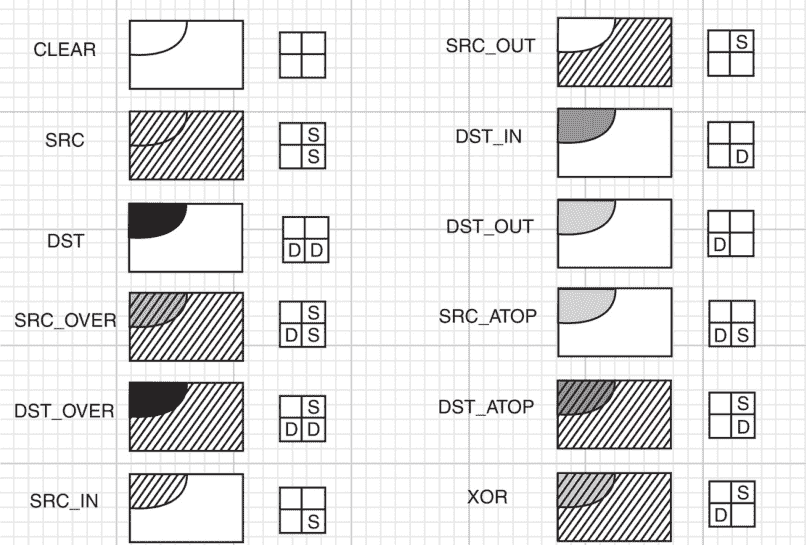 CLEAR
SRC
S
S
DST
D D
SRC_OVER
S
D S
DST_OVER
S
D D
SRC_IN
S
SRC_OUT
S
DST_IN
D
DST_OUT
D
SRC_ATOP
D S
DST_ATOP
S
D
XOR
S
D